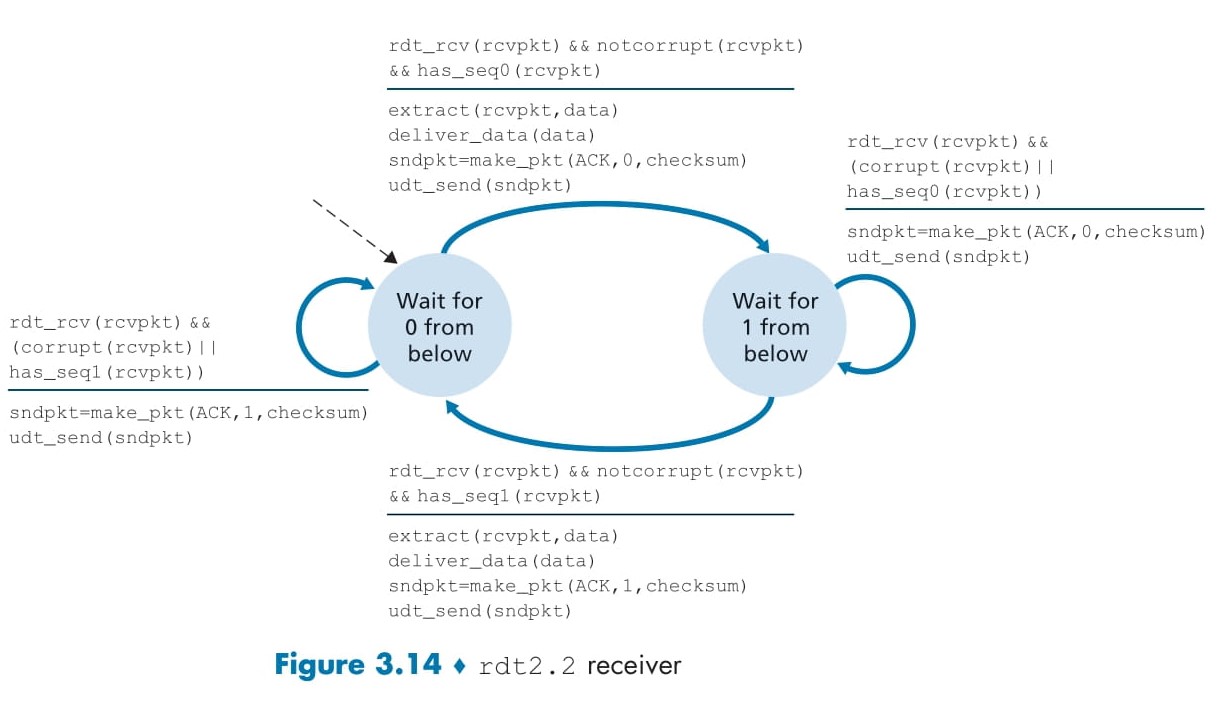 rdt_rcv(rcvpkt) && notcorrupt(rcvpkt)
&& has_seq0(rcvpkt)
extract(rcvpkt,data)
deliver_data(data)
sndpkt=make_pkt(ACK,0,checksum)
udt_send(sndpkt)
rdt_rcv(rcvpkt) &&
(corrupt(rcvpkt)||
has_seq0(rcvpkt))
sndpkt=make_pkt(ACK,0,checksum)
udt_send(sndpkt)
Wait for
0 from
below
Wait for
1 from
below
rdt_rcv(rcvpkt) &&
(corrupt(rcvpkt)||
has_seq1(rcvpkt))
sndpkt=make_pkt(ACK,1,checksum)
udt_send(sndpkt)
rdt_rcv(rcvpkt) && notcorrupt(rcvpkt)
&& has_seq1(rcvpkt)
extract(rcvpkt,data)
deliver_data(data)
sndpkt=make_pkt(ACK,1,checksum)
udt_send(sndpkt)
Figure 3.14 ♦ rdt2.2 receiver